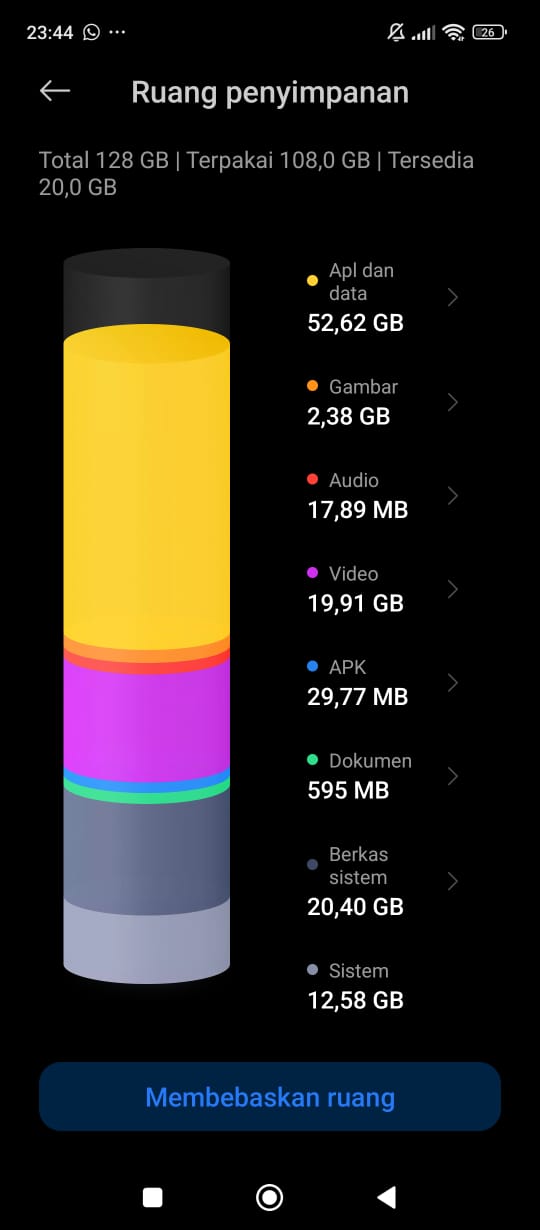 23:44
26
Ruang penyimpanan
Total 128 GB | Terpakai 108,0 GB | Tersedia
20,0 GB
Apl dan
data
52,62 GB
Gambar
2,38 GB
Audio
17,89 MB
Video
19,91 GB
APK
29,77 MB
Dokumen
595 MB
Berkas
sistem
20,40 GB
Sistem
12,58 GB
Membebaskan ruang